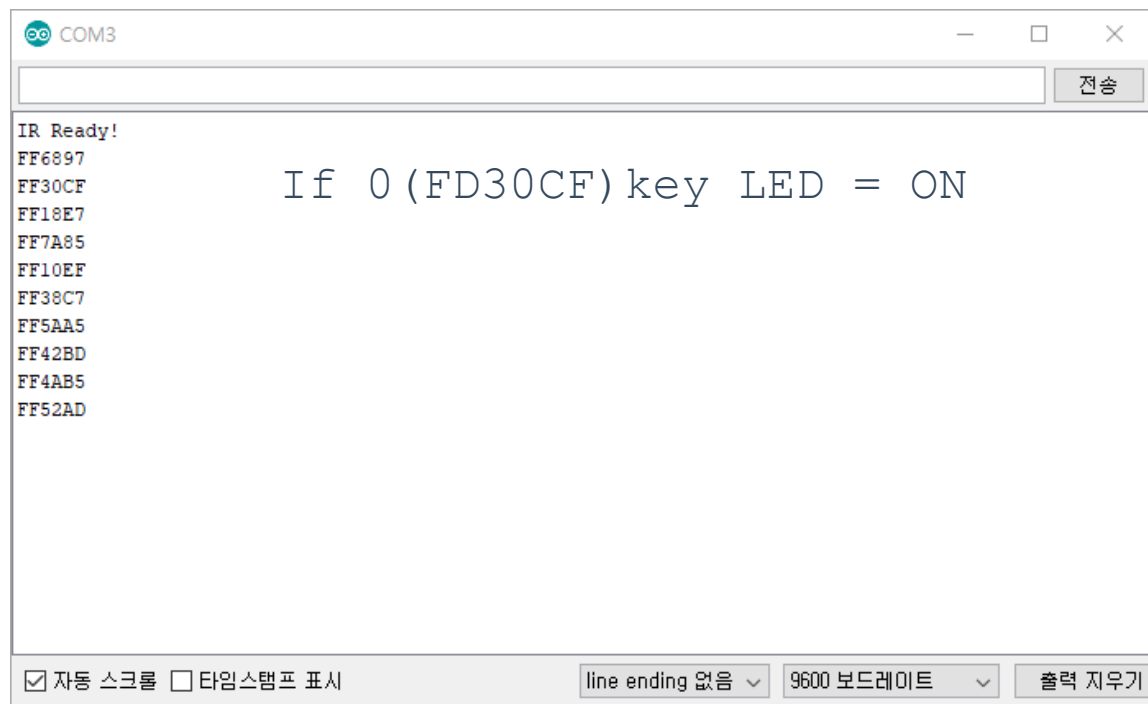 COM3
전송
IR Ready!
FF6897
FF30CF
If 0(FD30CF)key LED = ON
FF18E7
FF7A85
FF10EF
FF38C7
FF5AA5
FF42BD
FF4AB5
FF52AD
자동 스크롤 타임스탬프 표시 line ending 없음 9600 보드레이트 출력 지우기